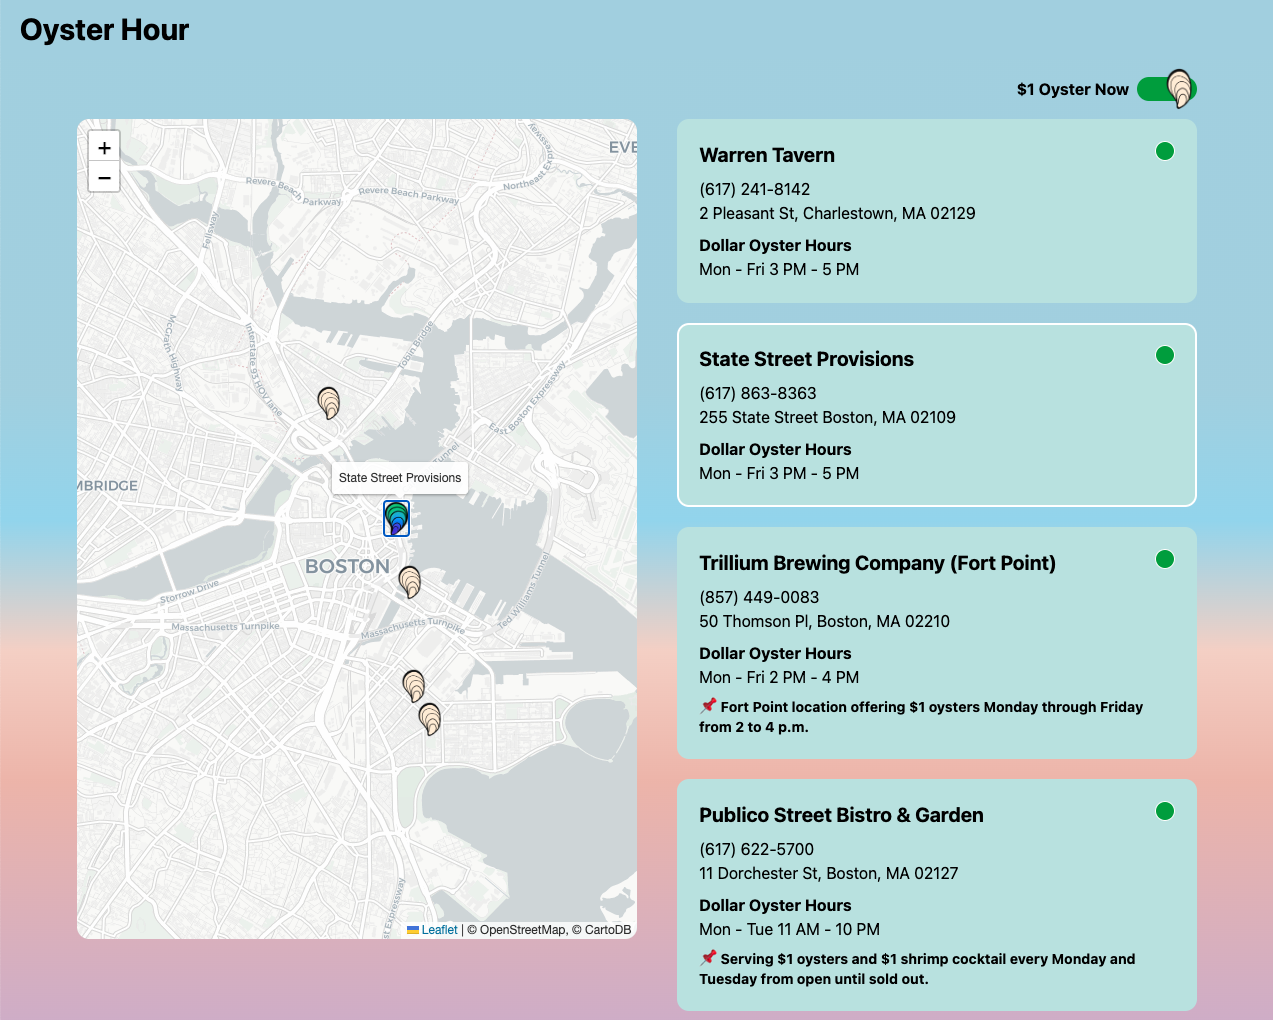 Oyster Hour
$1 Oyster Now
+
−
EVE
Revere Beach Parkway
Revere Beach Parkway
Northeast Expressway
Fellsway
McGrath Highway
Interstate 93 HOV lane
Tobin Bridge
East Boston Expressway
Tunnel
State Street Provisions
MBRIDGE
BOSTON
Storrow Drive
Massachusetts Turnpike
Massachusetts Turnpike
Ted Williams Tunnel
st Expressway
Leaflet | © OpenStreetMap, © CartoDB
Warren Tavern
(617) 241-8142
2 Pleasant St, Charlestown, MA 02129
Dollar Oyster Hours
Mon - Fri 3 PM - 5 PM
State Street Provisions
(617) 863-8363
255 State Street Boston, MA 02109
Dollar Oyster Hours
Mon - Fri 3 PM - 5 PM
Trillium Brewing Company (Fort Point)
(857) 449-0083
50 Thomson Pl, Boston, MA 02210
Dollar Oyster Hours
Mon - Fri 2 PM - 4 PM
📌 Fort Point location offering $1 oysters Monday through Friday
from 2 to 4 p.m.
Publico Street Bistro & Garden
(617) 622-5700
11 Dorchester St, Boston, MA 02127
Dollar Oyster Hours
Mon - Tue 11 AM - 10 PM
📌 Serving $1 oysters and $1 shrimp cocktail every Monday and
Tuesday from open until sold out.